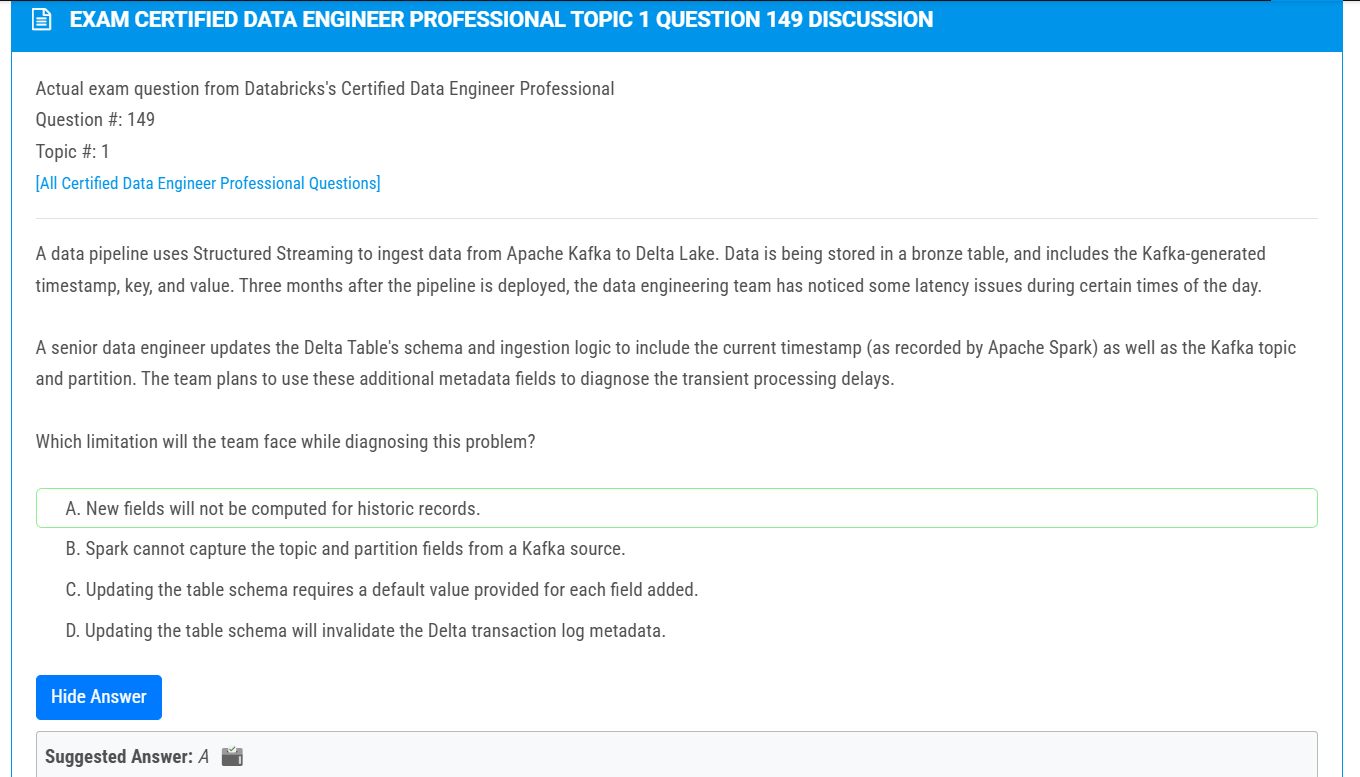 EXAM CERTIFIED DATA ENGINEER PROFESSIONAL TOPIC 1 QUESTION 149 DISCUSSION
Actual exam question from Databricks's Certified Data Engineer Professional
Question #: 149
Topic #: 1
[All Certified Data Engineer Professional Questions]
A data pipeline uses Structured Streaming to ingest data from Apache Kafka to Delta Lake. Data is being stored in a bronze table, and includes the Kafka-generated
timestamp, key, and value. Three months after the pipeline is deployed, the data engineering team has noticed some latency issues during certain times of the day.
A senior data engineer updates the Delta Table's schema and ingestion logic to include the current timestamp (as recorded by Apache Spark) as well as the Kafka topic
and partition. The team plans to use these additional metadata fields to diagnose the transient processing delays.
Which limitation will the team face while diagnosing this problem?
A. New fields will not be computed for historic records.
B. Spark cannot capture the topic and partition fields from a Kafka source.
C. Updating the table schema requires a default value provided for each field added.
D. Updating the table schema will invalidate the Delta transaction log metadata.
Hide Answer
Suggested Answer: A